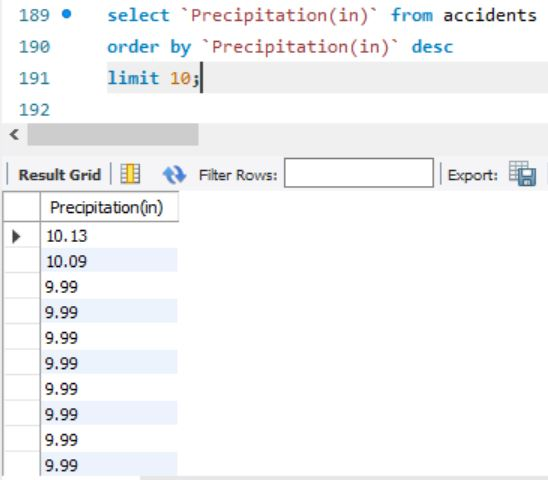 189 select `Precipitation(in)` from accidents
190 order by `Precipitation(in)` desc
191 limit 10;
192
Result Grid Filter Rows: Export:
Precipitation(in)
10.13
10.09
9.99
9.99
9.99
9.99
9.99
9.99
9.99
9.99